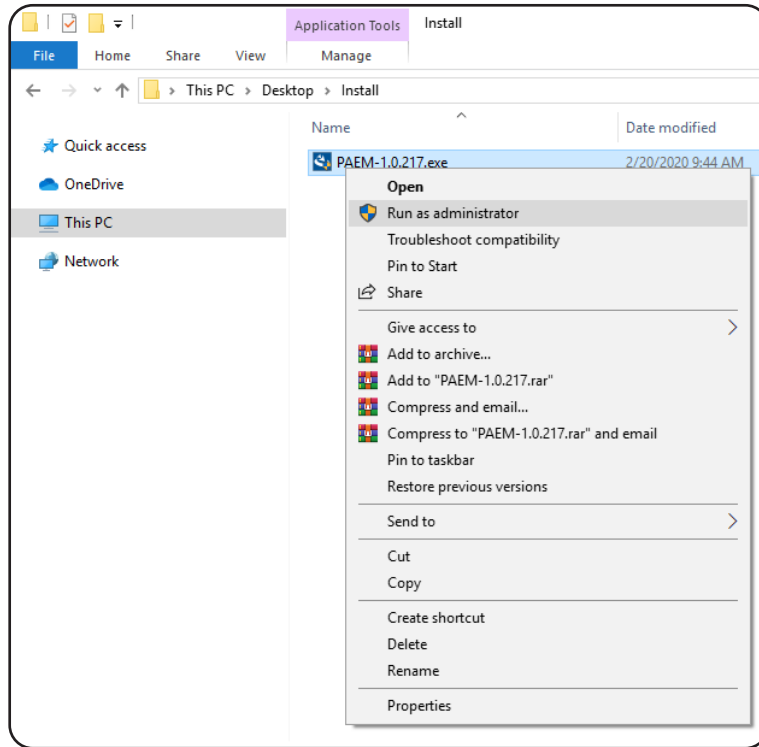 Application Tools Install
File Home Share View Manage
This PC > Desktop > Install
Quick access
OneDrive
This PC
Network
Name Date modified
PAEM-1.0.217.exe 2/20/2020 9:44 AM
Open
Run as administrator
Troubleshoot compatibility
Pin to Start
Share
Give access to
Add to archive...
Add to "PAEM-1.0.217.rar"
Compress and email...
Compress to "PAEM-1.0.217.rar" and email
Pin to taskbar
Restore previous versions
Send to
Cut
Copy
Create shortcut
Delete
Rename
Properties